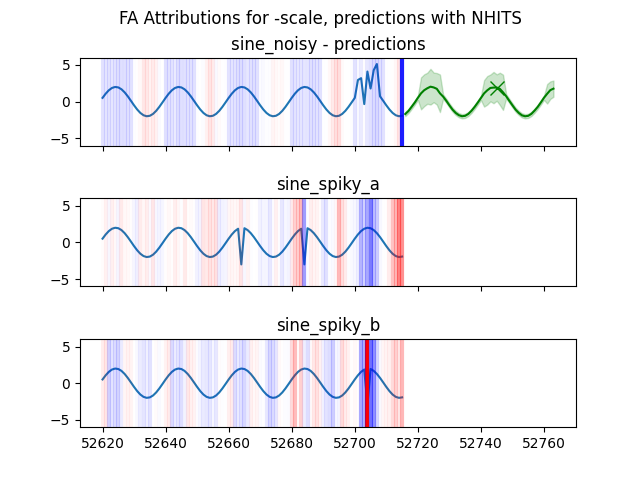 FA Attributions for -scale, predictions with NHITS
sine_noisy - predictions
5
0
−5
sine_spiky_a
5
0
−5
sine_spiky_b
5
0
−5
52620 52640 52660 52680 52700 52720 52740 52760